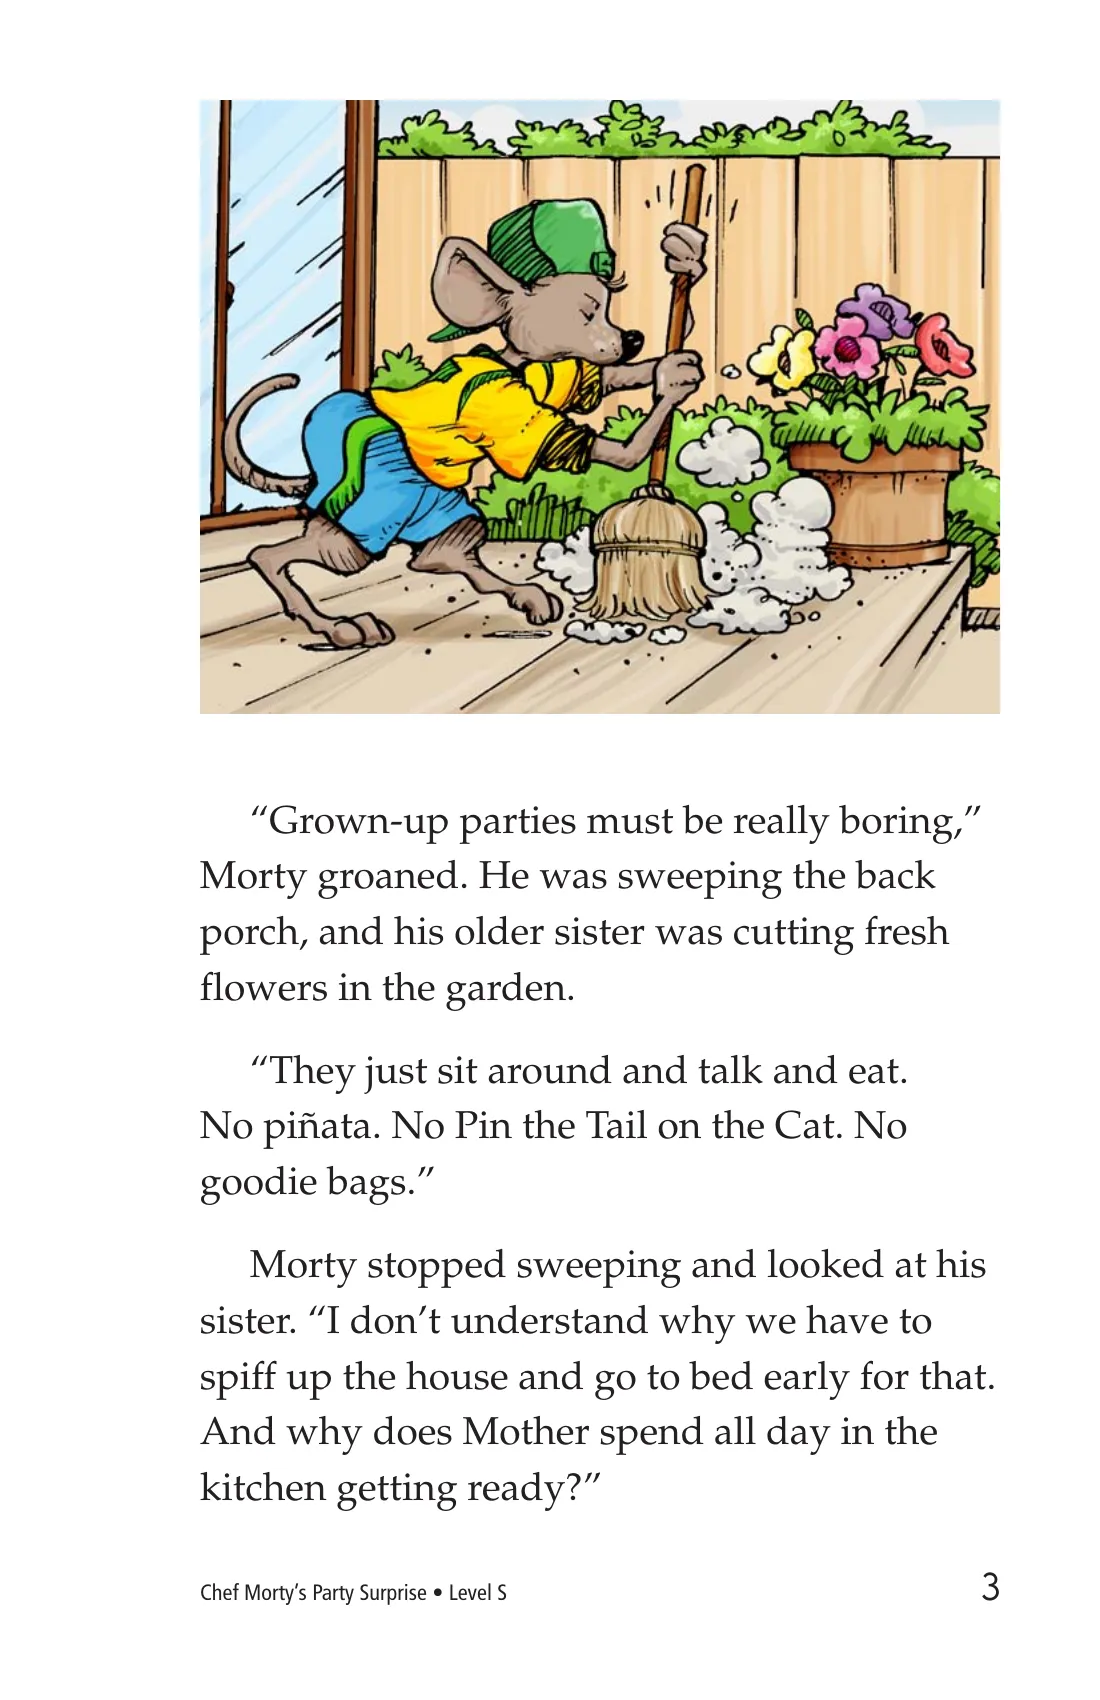 “Grown-up parties must be really boring,”
Morty groaned. He was sweeping the back
porch, and his older sister was cutting fresh
flowers in the garden.
“They just sit around and talk and eat.
No piñata. No Pin the Tail on the Cat. No
goodie bags.”
Morty stopped sweeping and looked at his
sister. “I don’t understand why we have to
spiff up the house and go to bed early for that.
And why does Mother spend all day in the
kitchen getting ready?”
Chef Morty’s Party Surprise • Level S 3